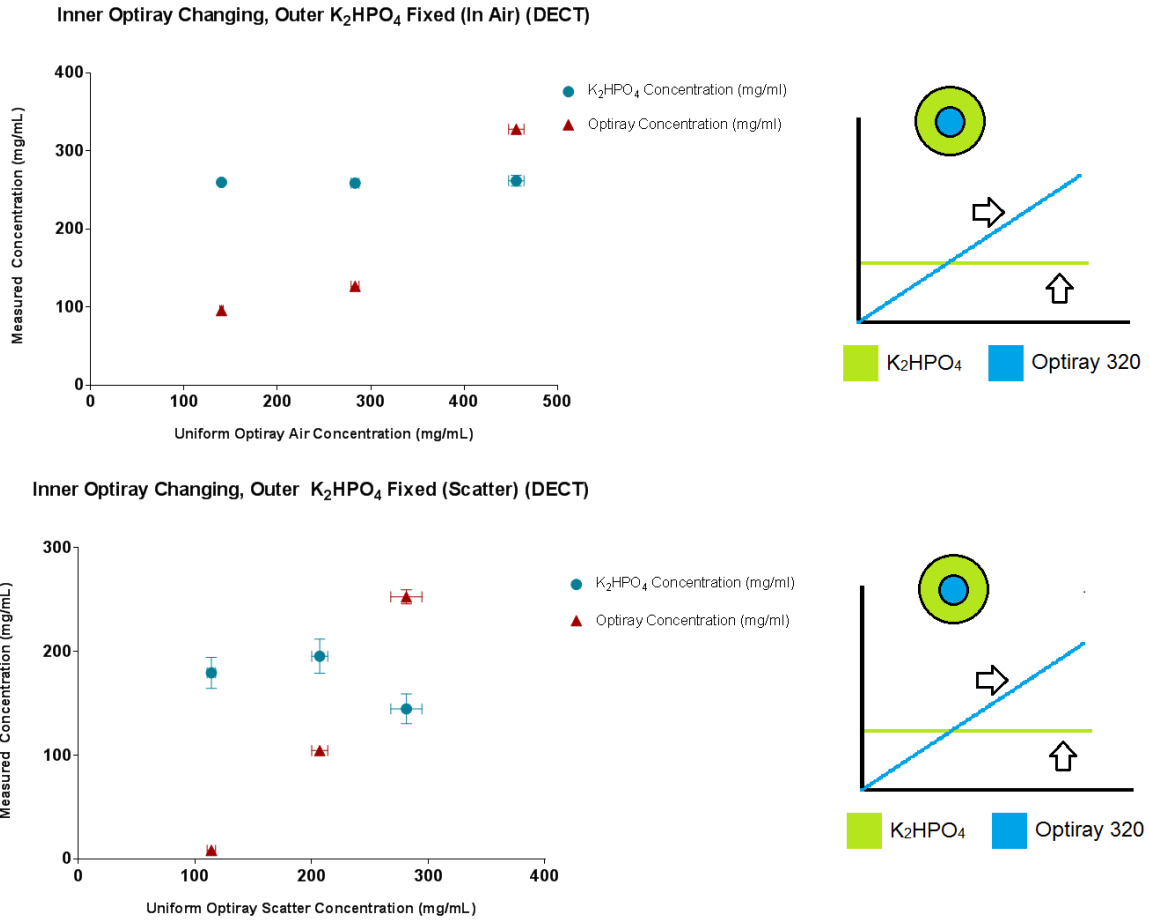 Inner Optiray Changing, Outer K₂HPO₄ Fixed (In Air) (DECT)
400
300
200
100
0
Measured Concentration (mg/mL)
0 100 200 300 400 500
Uniform Optiray Air Concentration (mg/mL)
K₂HPO₄ Concentration (mg/ml)
Optiray Concentration (mg/ml)
K₂HPO₄ Optiray 320
Inner Optiray Changing, Outer K₂HPO₄ Fixed (Scatter) (DECT)
300
200
100
0
Measured Concentration (mg/mL)
0 100 200 300 400
Uniform Optiray Scatter Concentration (mg/mL)
K₂HPO₄ Concentration (mg/ml)
Optiray Concentration (mg/ml)
K₂HPO₄ Optiray 320